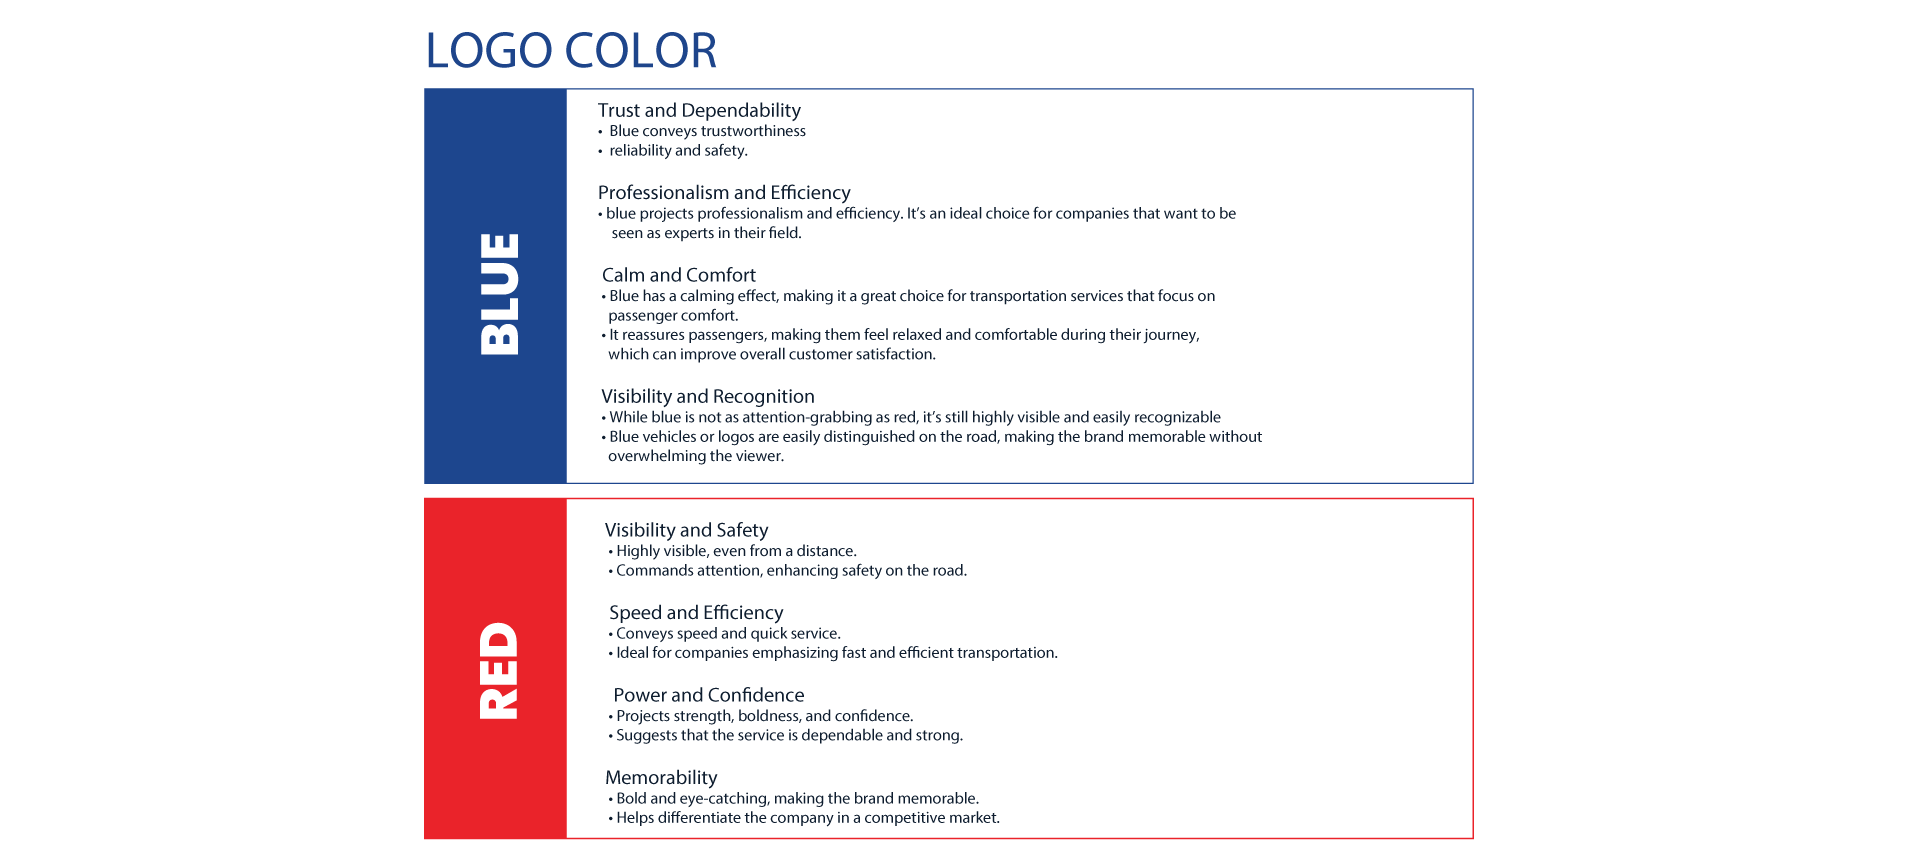 LOGO COLOR
BLUE
Trust and Dependability
• Blue conveys trustworthiness
• reliability and safety.
Professionalism and Efficiency
• blue projects professionalism and efficiency. It’s an ideal choice for companies that want to be
seen as experts in their field.
Calm and Comfort
• Blue has a calming effect, making it a great choice for transportation services that focus on
passenger comfort.
• It reassures passengers, making them feel relaxed and comfortable during their journey,
which can improve overall customer satisfaction.
Visibility and Recognition
• While blue is not as attention-grabbing as red, it’s still highly visible and easily recognizable
• Blue vehicles or logos are easily distinguished on the road, making the brand memorable without
overwhelming the viewer.
RED
Visibility and Safety
• Highly visible, even from a distance.
• Commands attention, enhancing safety on the road.
Speed and Efficiency
• Conveys speed and quick service.
• Ideal for companies emphasizing fast and efficient transportation.
Power and Confidence
• Projects strength, boldness, and confidence.
• Suggests that the service is dependable and strong.
Memorability
• Bold and eye-catching, making the brand memorable.
• Helps differentiate the company in a competitive market.